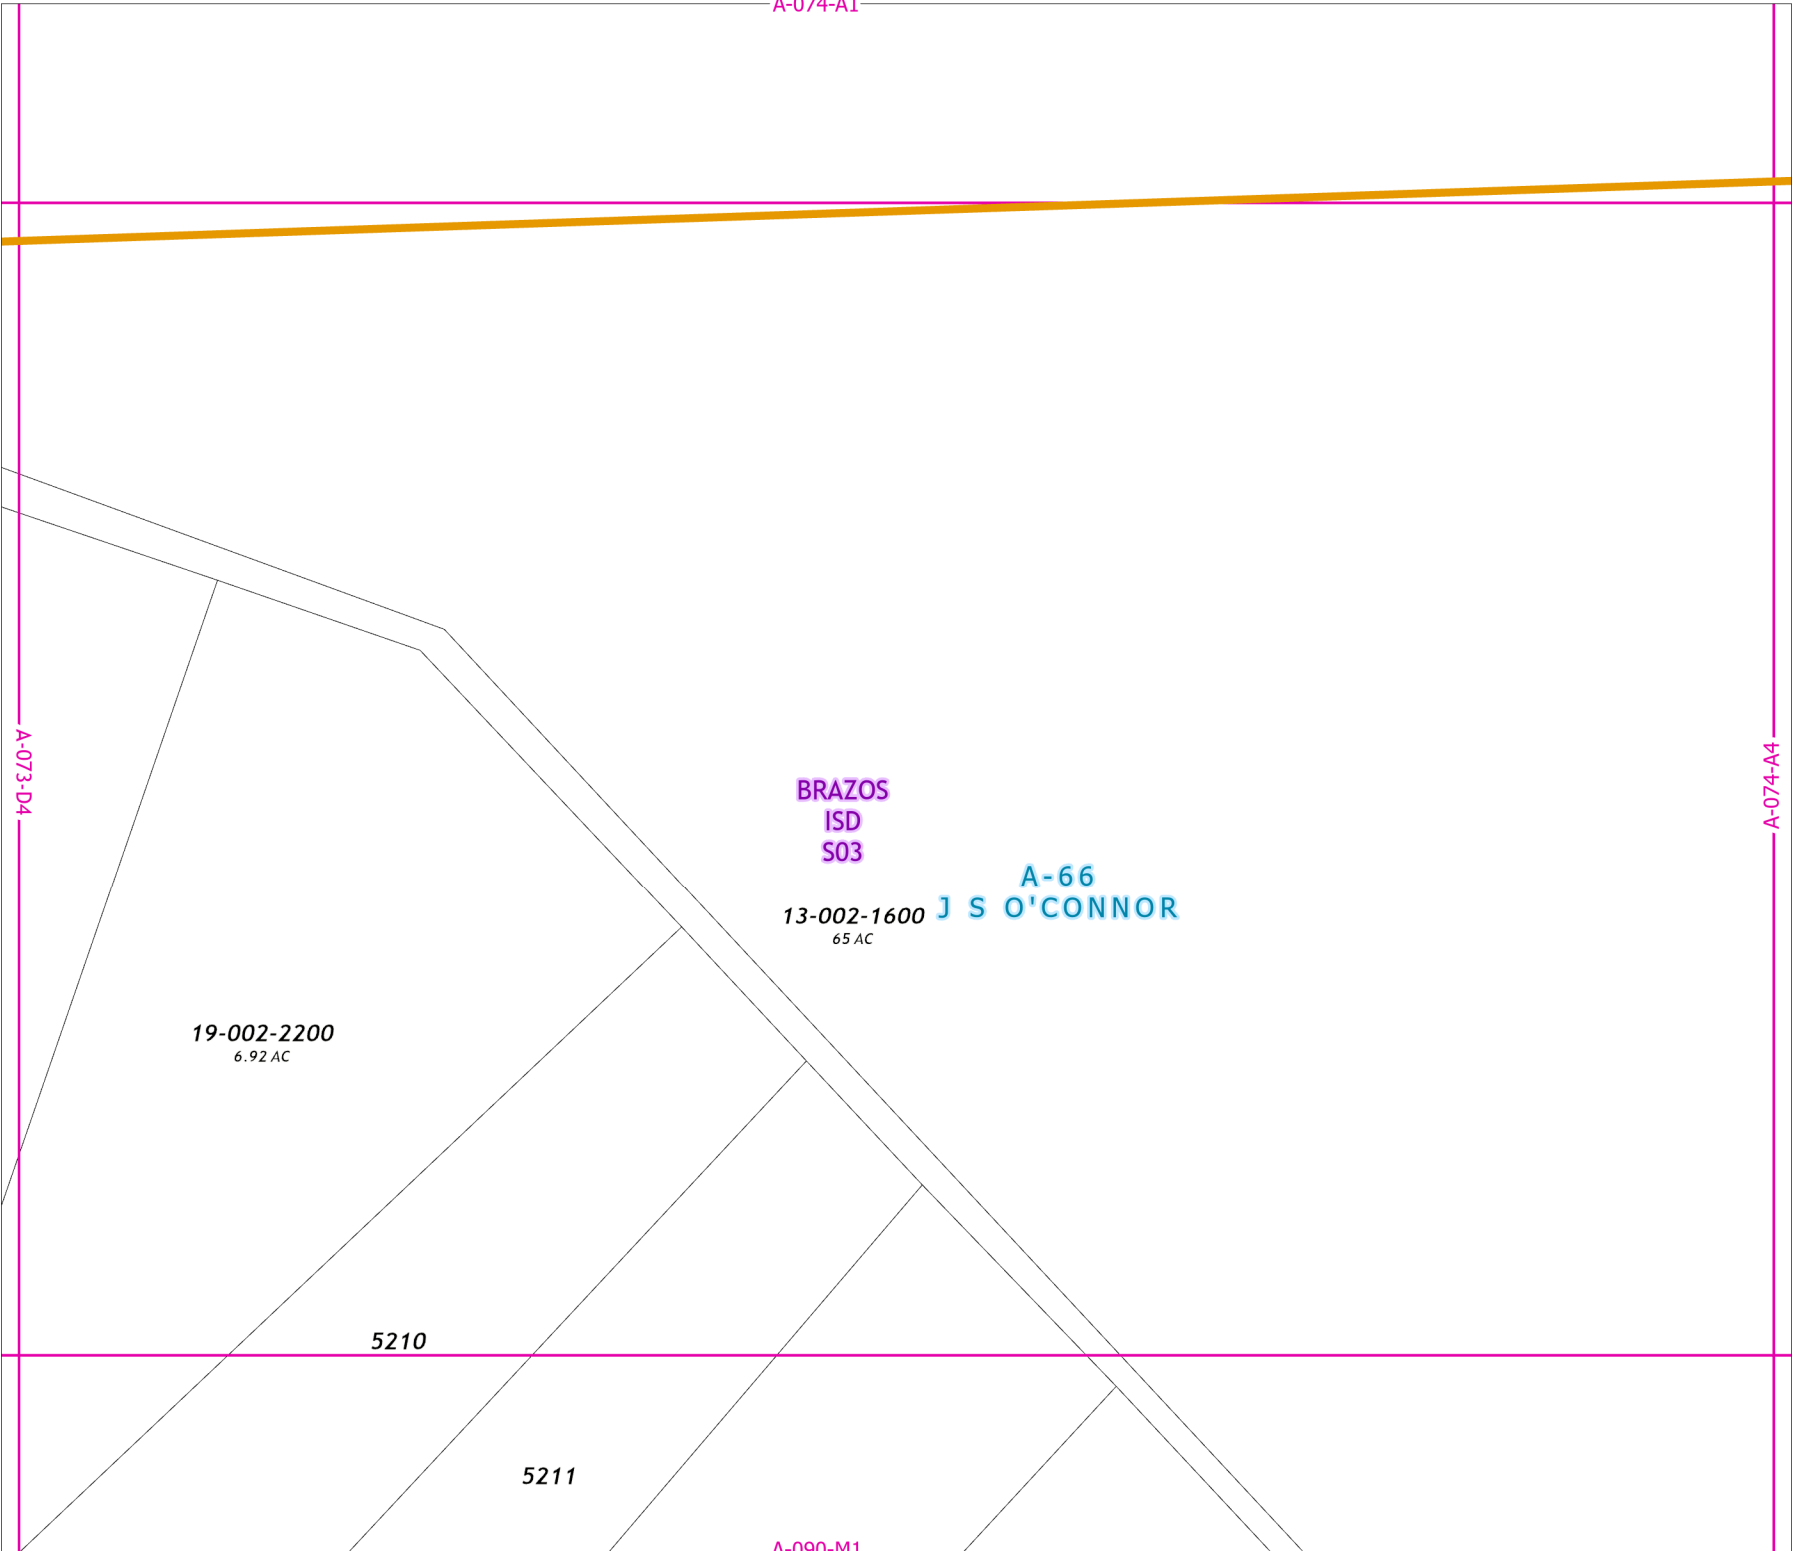 A-074-A1
A-073-D4
A-074-A4
BRAZOS
ISD
S03
A-66
J S O'CONNOR
13-002-1600
65 AC
19-002-2200
6.92 AC
5210
5211
A-090-M1